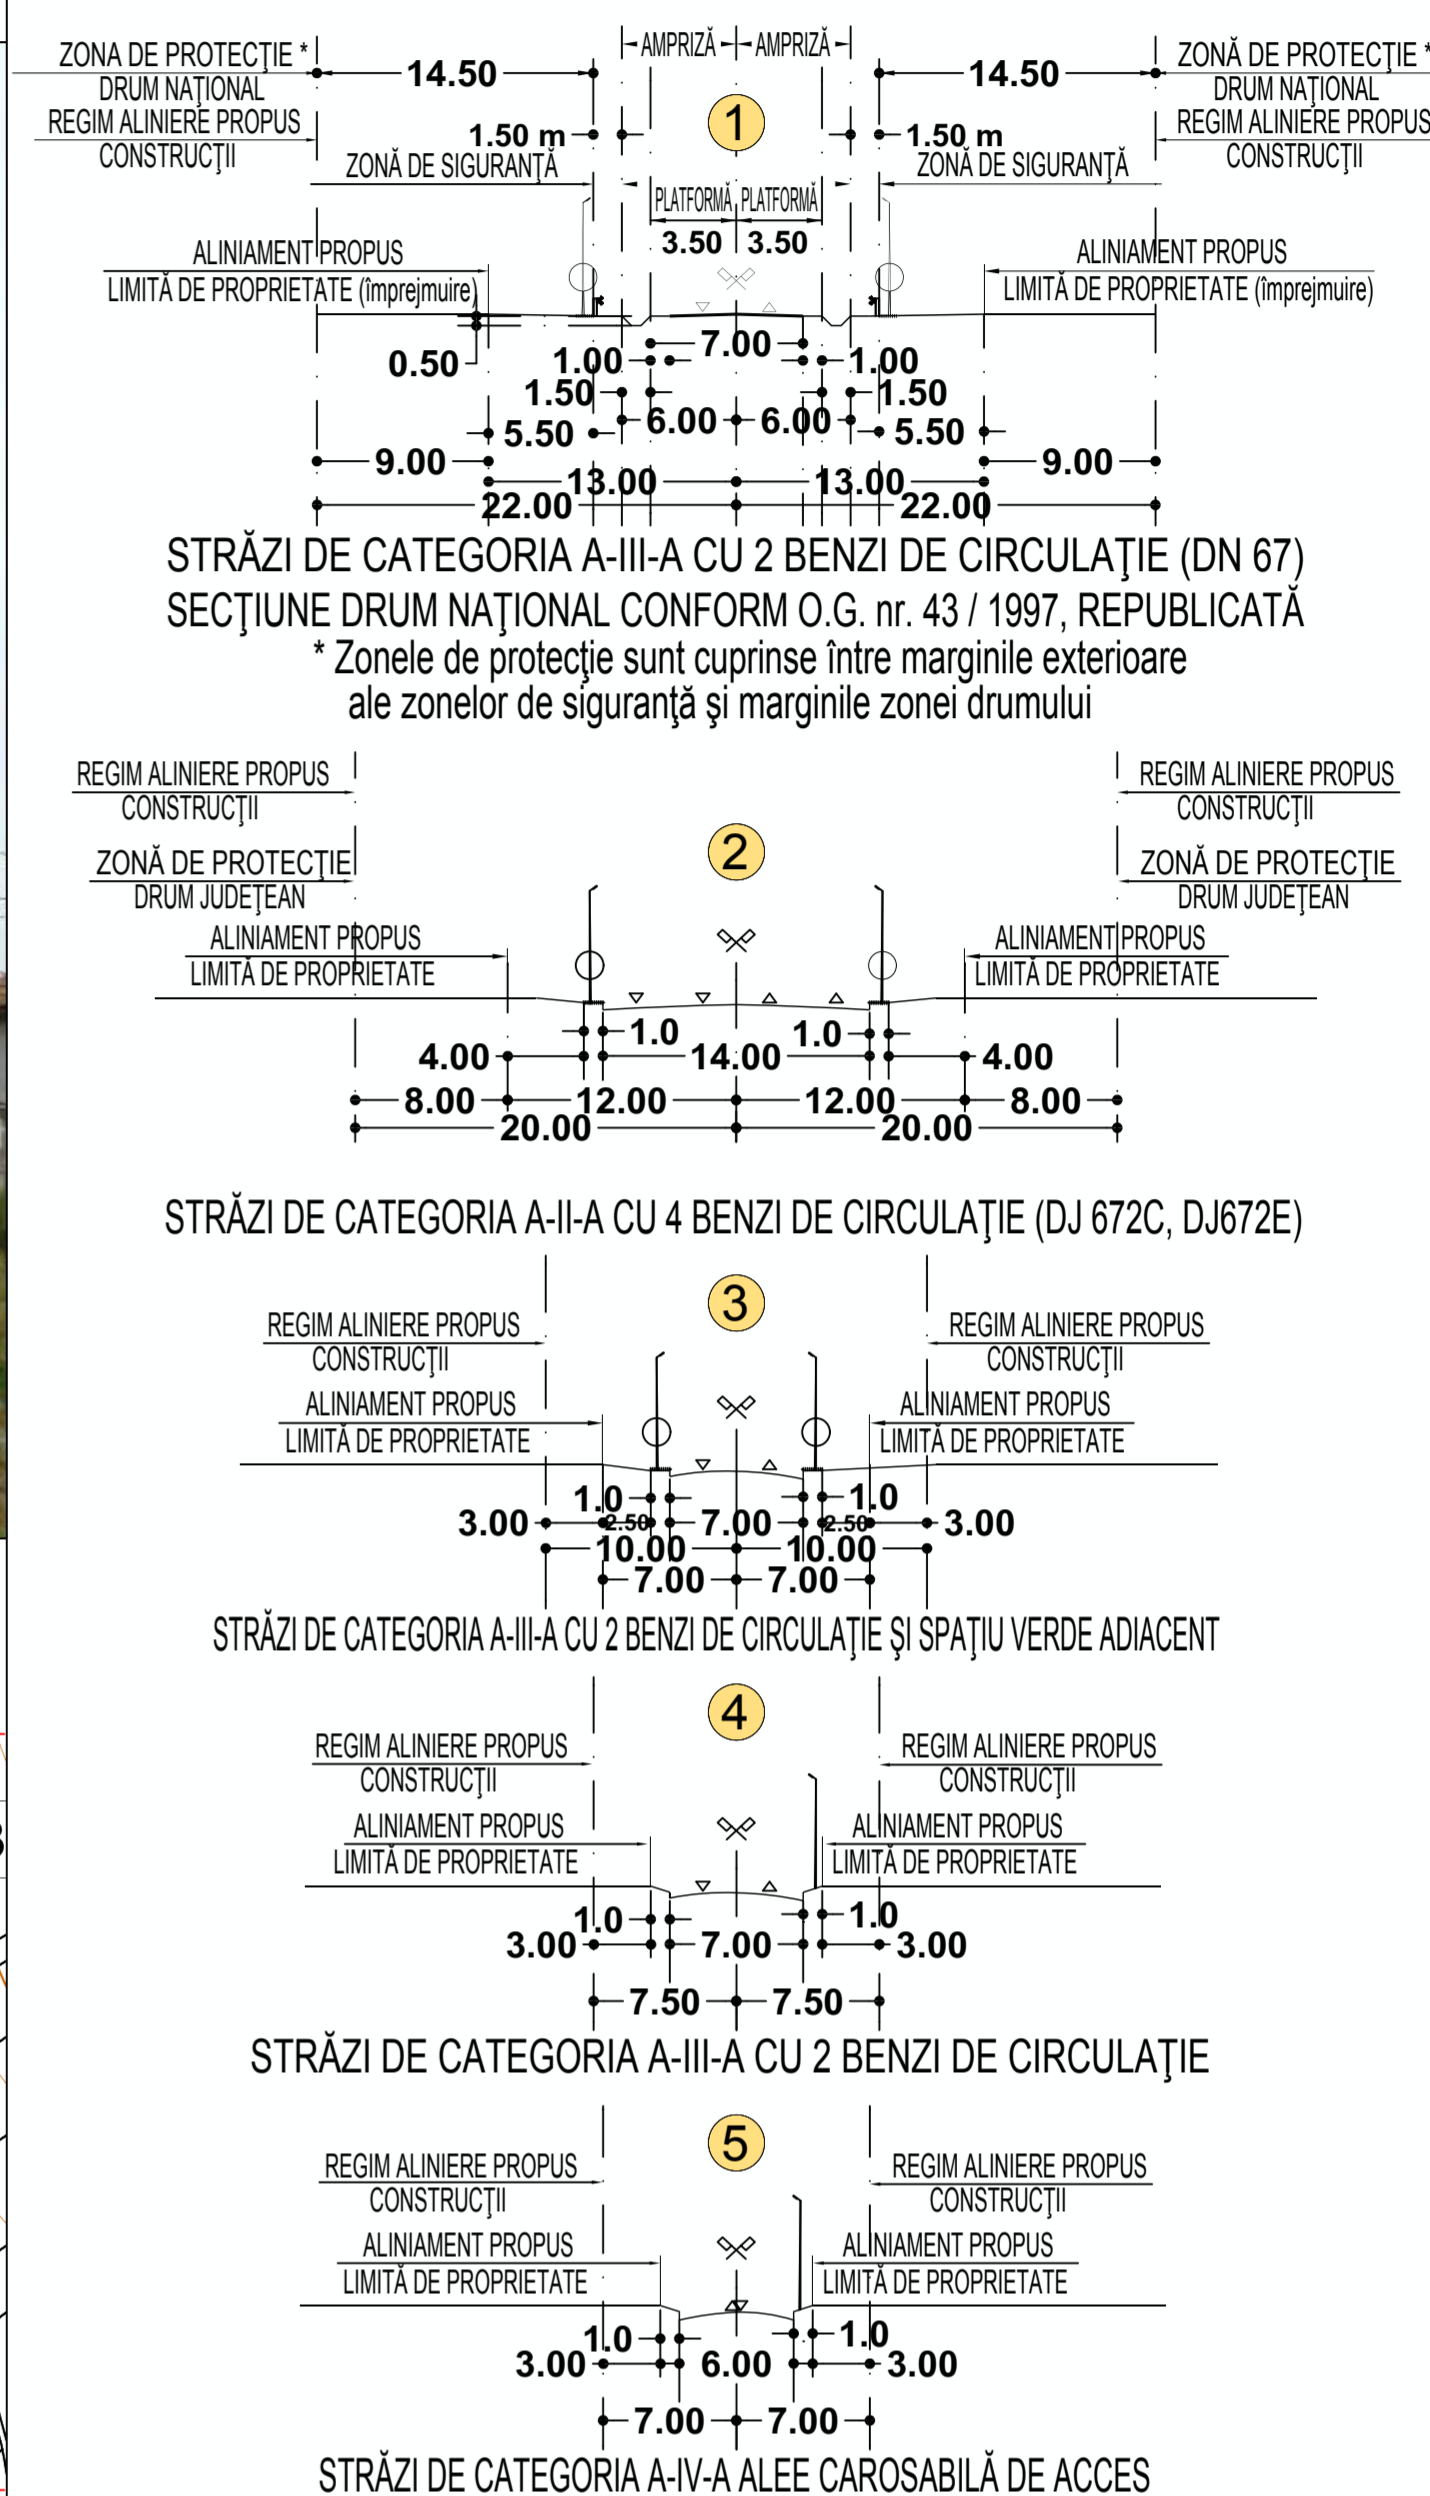 AMPRIZĂ AMPRIZĂ
ZONA DE PROTECŢIE * 14.50 14.50 ZONĂ DE PROTECŢIE *
DRUM NAŢIONAL DRUM NAŢIONAL
REGIM ALINIERE PROPUS 1.50 m 1 1.50 m REGIM ALINIERE PROPUS
CONSTRUCŢII CONSTRUCŢII
ZONĂ DE SIGURANŢĂ ZONĂ DE SIGURANŢĂ
PLATFORMĂ PLATFORMĂ
3.50 3.50
ALINIAMENT PROPUS ALINIAMENT PROPUS
LIMITĂ DE PROPRIETATE (împrejmuire) LIMITĂ DE PROPRIETATE (împrejmuire)
7.00
0.50 1.00 1.00
1.50 1.50
6.00 6.00
5.50 5.50
9.00 9.00
13.00 13.00
22.00 22.00
STRĂZI DE CATEGORIA A-III-A CU 2 BENZI DE CIRCULAŢIE (DN 67)
SECŢIUNE DRUM NAŢIONAL CONFORM O.G. nr. 43 / 1997, REPUBLICATĂ
* Zonele de protecţie sunt cuprinse între marginile exterioare
ale zonelor de siguranţă şi marginile zonei drumului
REGIM ALINIERE PROPUS REGIM ALINIERE PROPUS
CONSTRUCŢII CONSTRUCŢII
2
ZONĂ DE PROTECŢIE ZONĂ DE PROTECŢIE
DRUM JUDEŢEAN DRUM JUDEŢEAN
ALINIAMENT PROPUS ALINIAMENT PROPUS
LIMITĂ DE PROPRIETATE LIMITĂ DE PROPRIETATE
1.0 1.0
4.00 14.00 4.00
8.00 12.00 12.00 8.00
20.00 20.00
STRĂZI DE CATEGORIA A-II-A CU 4 BENZI DE CIRCULAŢIE (DJ 672C, DJ672E)
3
REGIM ALINIERE PROPUS REGIM ALINIERE PROPUS
CONSTRUCŢII CONSTRUCŢII
ALINIAMENT PROPUS ALINIAMENT PROPUS
LIMITĂ DE PROPRIETATE LIMITĂ DE PROPRIETATE
1.0 1.0
3.00 2.50 7.00 2.50 3.00
10.00 10.00
7.00 7.00
STRĂZI DE CATEGORIA A-III-A CU 2 BENZI DE CIRCULAŢIE ŞI SPAŢIU VERDE ADIACENT
4
REGIM ALINIERE PROPUS REGIM ALINIERE PROPUS
CONSTRUCŢII CONSTRUCŢII
ALINIAMENT PROPUS ALINIAMENT PROPUS
LIMITĂ DE PROPRIETATE LIMITĂ DE PROPRIETATE
1.0 1.0
3.00 7.00 3.00
7.50 7.50
STRĂZI DE CATEGORIA A-III-A CU 2 BENZI DE CIRCULAŢIE
5
REGIM ALINIERE PROPUS REGIM ALINIERE PROPUS
CONSTRUCŢII CONSTRUCŢII
ALINIAMENT PROPUS ALINIAMENT PROPUS
LIMITĂ DE PROPRIETATE LIMITĂ DE PROPRIETATE
1.0 1.0
3.00 6.00 3.00
7.00 7.00
STRĂZI DE CATEGORIA A-IV-A ALEE CAROSABILĂ DE ACCES